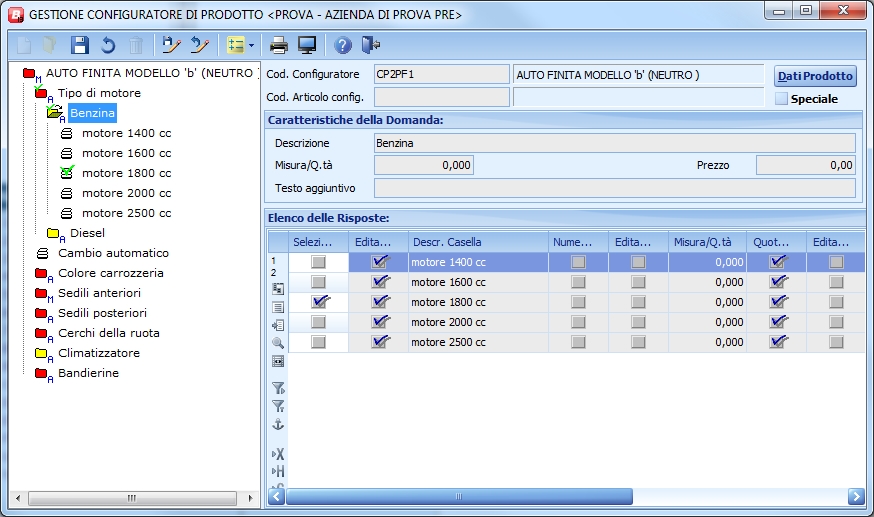 GESTIONE CONFIGURATORE DI PRODOTTO <PROVA - AZIENDA DI PROVA PRE>
AUTO FINITA MODELLO 'b' (NEUTRO )
Tipo di motore
Benzina
motore 1400 cc
motore 1600 cc
motore 1800 cc
motore 2000 cc
motore 2500 cc
Diesel
Cambio automatico
Colore carrozzeria
Sedili anteriori
Sedili posteriori
Cerchi della ruota
Climatizzatore
Bandierine
Cod. Configuratore CP2PF1 AUTO FINITA MODELLO 'b' (NEUTRO ) Dati Prodotto
Cod. Articolo config. Speciale
Caratteristiche della Domanda:
Descrizione Benzina
Misura/Q.tà 0,000 Prezzo 0,00
Testo aggiuntivo
Elenco delle Risposte:
Selezi... Edita... Descr. Casella Nume... Edita... Misura/Q.tà Quot... Edita...
1 motore 1400 cc 0,000
2 motore 1600 cc 0,000
motore 1800 cc 0,000
motore 2000 cc 0,000
motore 2500 cc 0,000